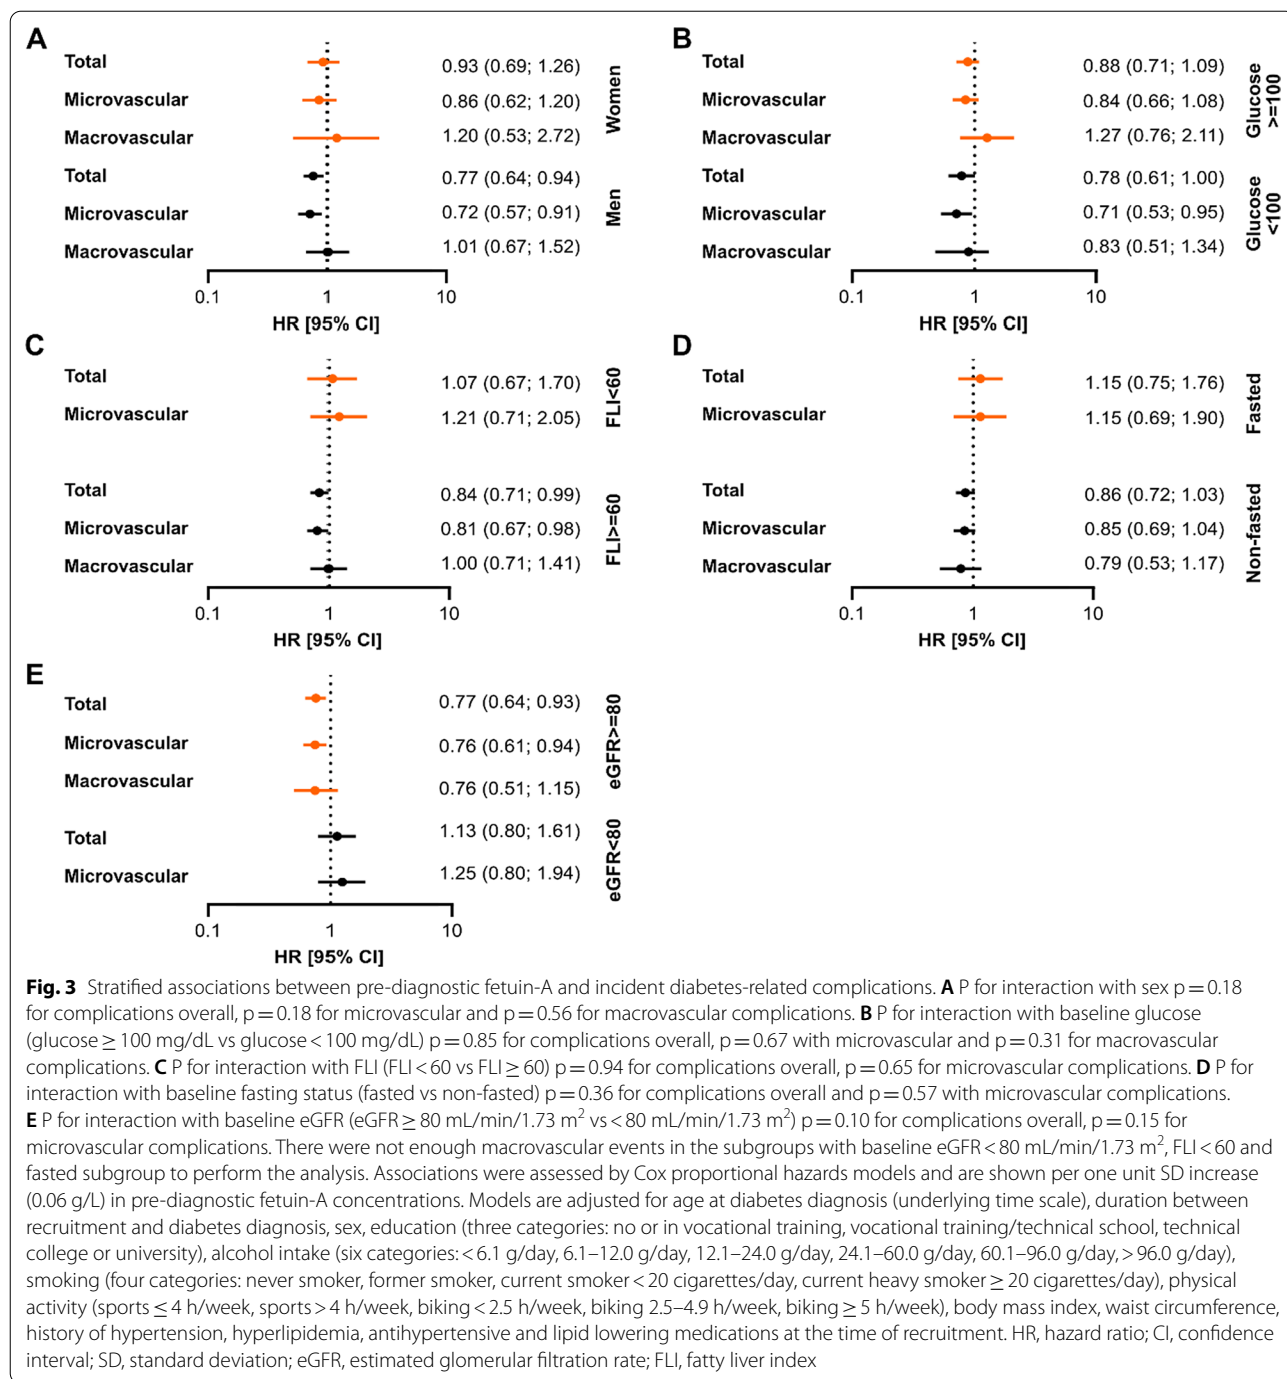 A
Total 0.93 (0.69; 1.26)
Microvascular 0.86 (0.62; 1.20)
Macrovascular 1.20 (0.53; 2.72)
Women
Total 0.77 (0.64; 0.94)
Microvascular 0.72 (0.57; 0.91)
Macrovascular 1.01 (0.67; 1.52)
Men
0.1 1 10
HR [95% CI]
B
Total 0.88 (0.71; 1.09)
Microvascular 0.84 (0.66; 1.08)
Macrovascular 1.27 (0.76; 2.11)
Glucose
>=100
Total 0.78 (0.61; 1.00)
Microvascular 0.71 (0.53; 0.95)
Macrovascular 0.83 (0.51; 1.34)
Glucose
<100
0.1 1 10
HR [95% CI]
C
Total 1.07 (0.67; 1.70)
Microvascular 1.21 (0.71; 2.05)
FLI<60
Total 0.84 (0.71; 0.99)
Microvascular 0.81 (0.67; 0.98)
Macrovascular 1.00 (0.71; 1.41)
FLI>=60
0.1 1 10
HR [95% CI]
D
Total 1.15 (0.75; 1.76)
Microvascular 1.15 (0.69; 1.90)
Fasted
Total 0.86 (0.72; 1.03)
Microvascular 0.85 (0.69; 1.04)
Macrovascular 0.79 (0.53; 1.17)
Non-fasted
0.1 1 10
HR [95% CI]
E
Total 0.77 (0.64; 0.93)
Microvascular 0.76 (0.61; 0.94)
Macrovascular 0.76 (0.51; 1.15)
eGFR>=80
Total 1.13 (0.80; 1.61)
Microvascular 1.25 (0.80; 1.94)
eGFR<80
0.1 1 10
HR [95% CI]
Fig. 3 Stratified associations between pre-diagnostic fetuin-A and incident diabetes-related complications. A P for interaction with sex p = 0.18
for complications overall, p = 0.18 for microvascular and p = 0.56 for macrovascular complications. B P for interaction with baseline glucose
(glucose ≥ 100 mg/dL vs glucose < 100 mg/dL) p = 0.85 for complications overall, p = 0.67 with microvascular and p = 0.31 for macrovascular
complications. C P for interaction with FLI (FLI < 60 vs FLI ≥ 60) p = 0.94 for complications overall, p = 0.65 for microvascular complications. D P for
interaction with baseline fasting status (fasted vs non-fasted) p = 0.36 for complications overall and p = 0.57 with microvascular complications.
E P for interaction with baseline eGFR (eGFR ≥ 80 mL/min/1.73 m² vs < 80 mL/min/1.73 m²) p = 0.10 for complications overall, p = 0.15 for
microvascular complications. There were not enough macrovascular events in the subgroups with baseline eGFR < 80 mL/min/1.73 m², FLI < 60 and
fasted subgroup to perform the analysis. Associations were assessed by Cox proportional hazards models and are shown per one unit SD increase
(0.06 g/L) in pre-diagnostic fetuin-A concentrations. Models are adjusted for age at diabetes diagnosis (underlying time scale), duration between
recruitment and diabetes diagnosis, sex, education (three categories: no or in vocational training, vocational training/technical school, technical
college or university), alcohol intake (six categories: < 6.1 g/day, 6.1–12.0 g/day, 12.1–24.0 g/day, 24.1–60.0 g/day, 60.1–96.0 g/day, > 96.0 g/day),
smoking (four categories: never smoker, former smoker, current smoker < 20 cigarettes/day, current heavy smoker ≥ 20 cigarettes/day), physical
activity (sports ≤ 4 h/week, sports > 4 h/week, biking < 2.5 h/week, biking 2.5–4.9 h/week, biking ≥ 5 h/week), body mass index, waist circumference,
history of hypertension, hyperlipidemia, antihypertensive and lipid lowering medications at the time of recruitment. HR, hazard ratio; CI, confidence
interval; SD, standard deviation; eGFR, estimated glomerular filtration rate; FLI, fatty liver index